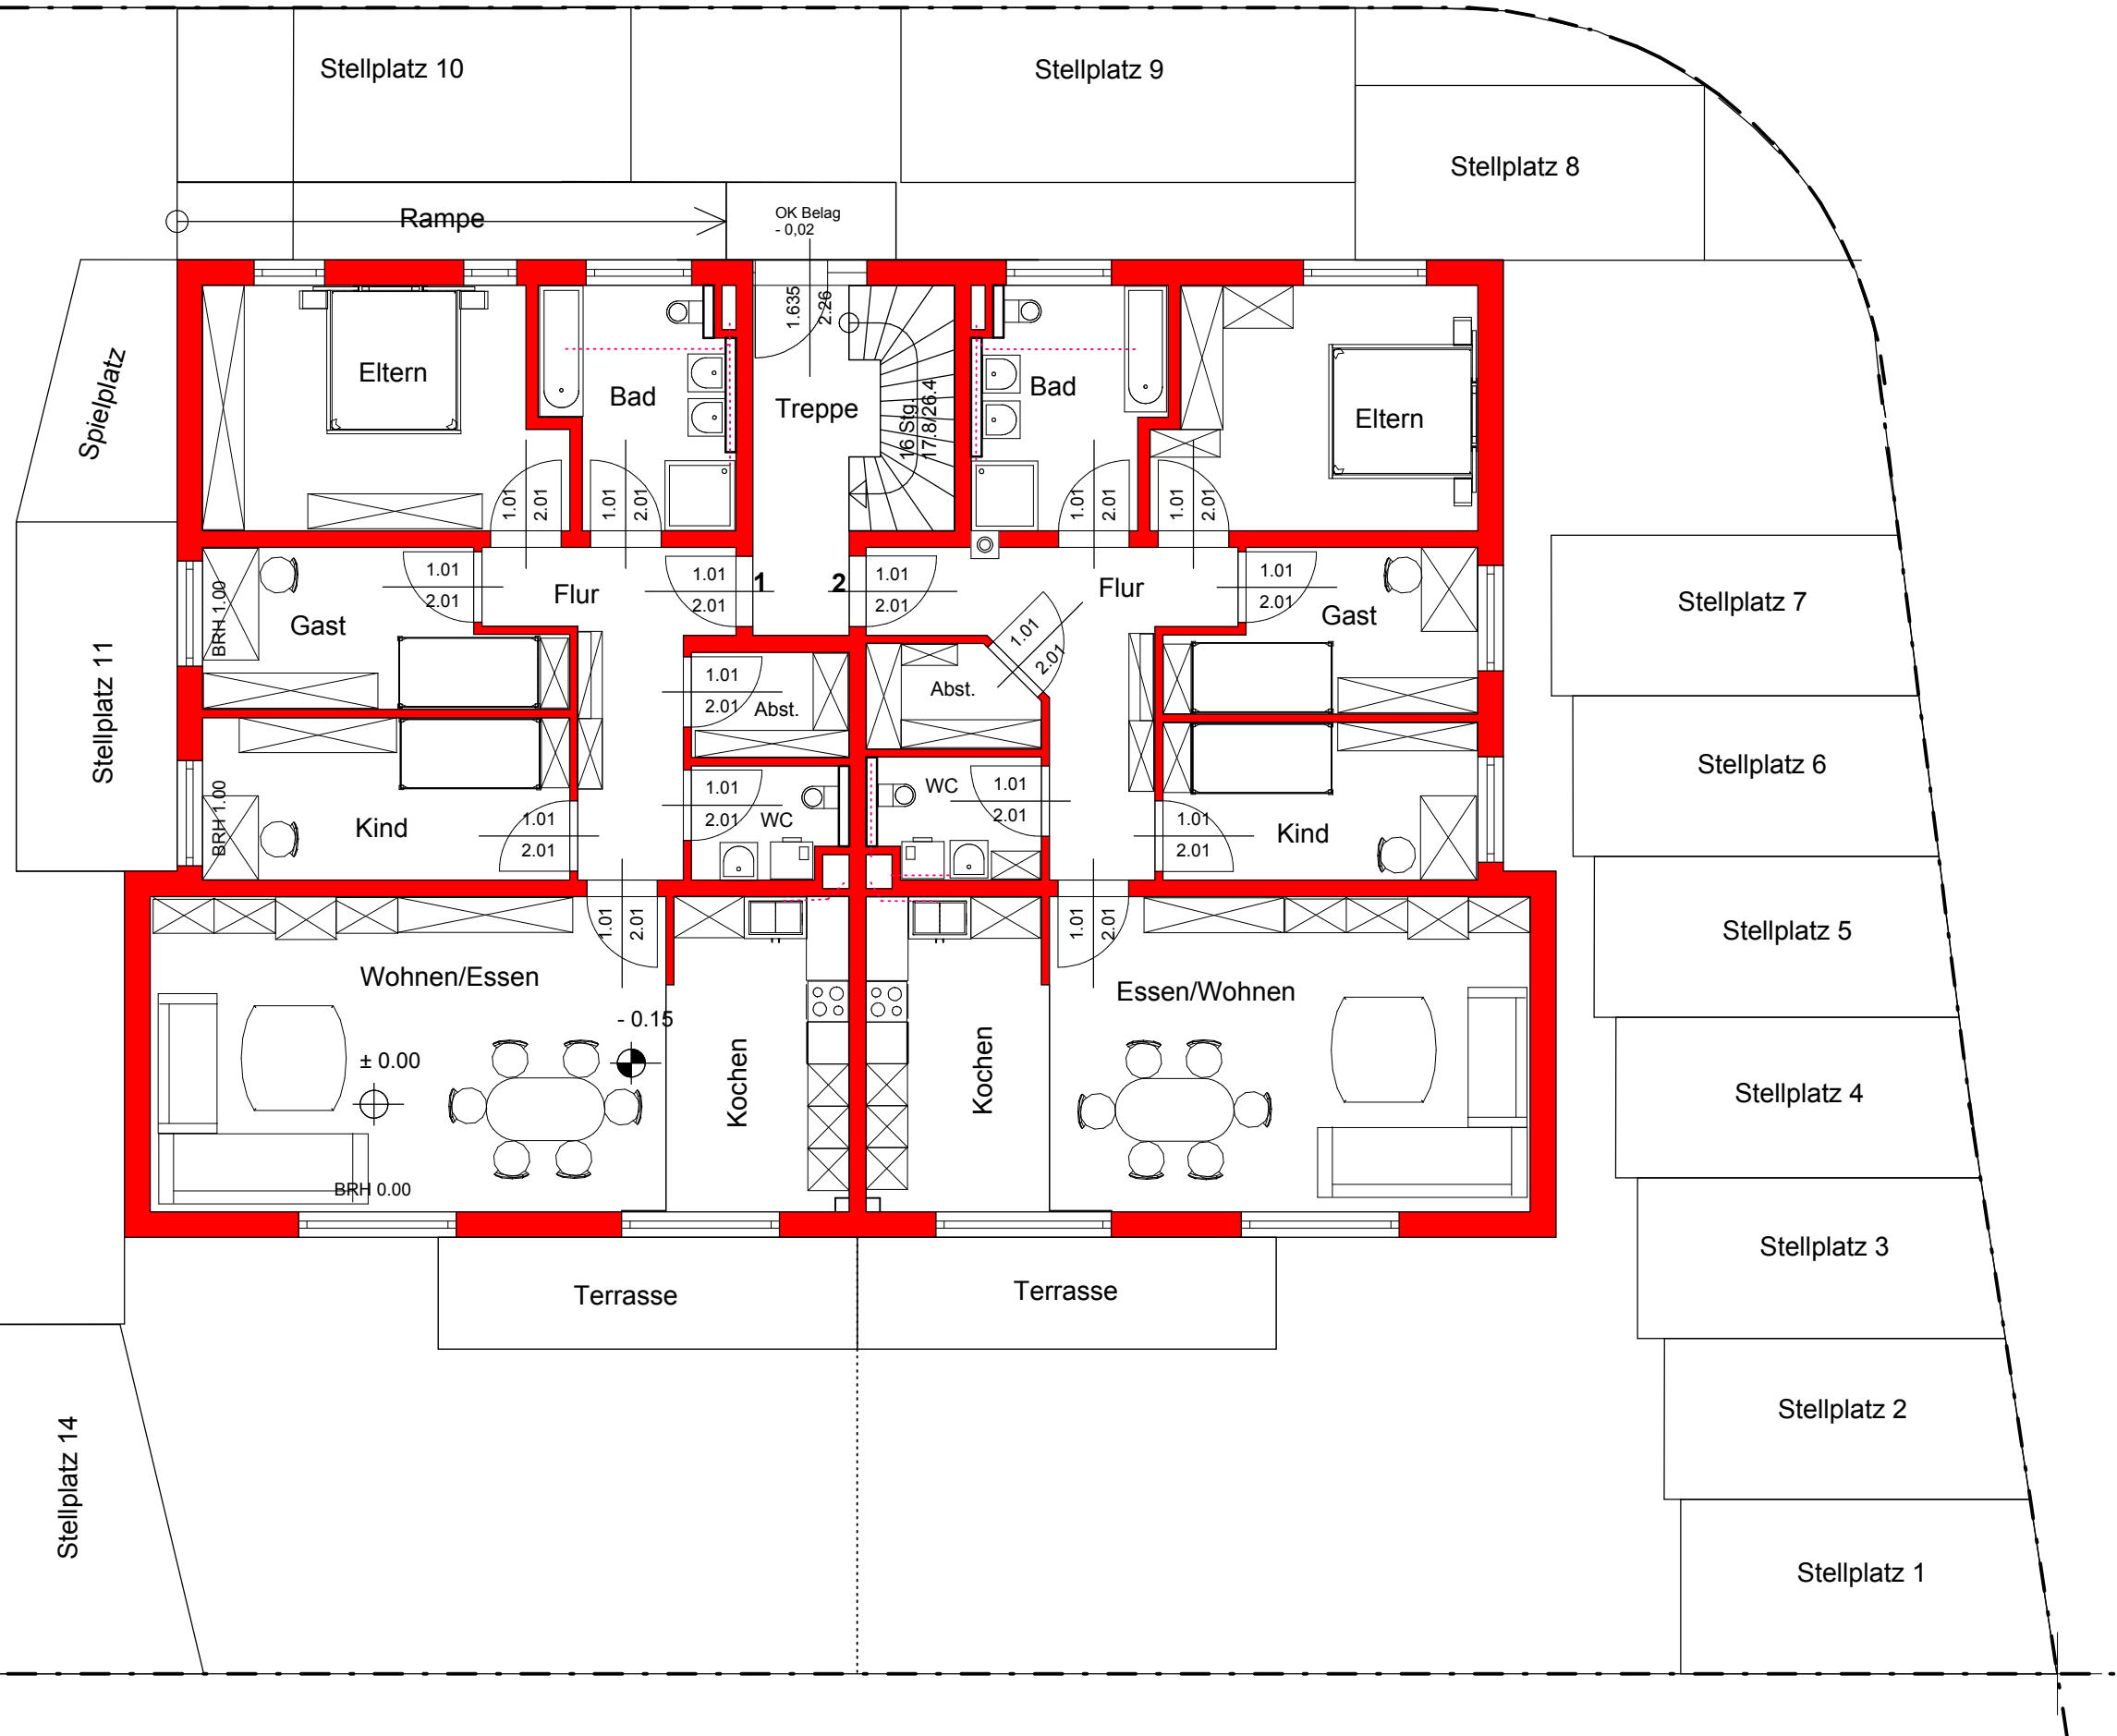 Stellplatz 10
Stellplatz 9
Stellplatz 8
Rampe
OK Belag
- 0,02
1.635
2.26
Spielplatz
Eltern
Bad
Treppe
16 Stg.
17.8/26.4
Bad
Eltern
1.01
2.01
1.01
2.01
1.01
2.01
1.01
2.01
Stellplatz 11
BRH 1.00
Gast
1.01
2.01
Flur
1.01
2.01
1
2
1.01
2.01
Flur
1.01
2.01
Gast
Stellplatz 7
1.01
2.01
1.01
2.01
Abst.
Abst.
Stellplatz 6
BRH 1.00
Kind
1.01
2.01
1.01
2.01
WC
WC
1.01
2.01
1.01
2.01
Kind
1.01
2.01
1.01
2.01
Stellplatz 5
Wohnen/Essen
Essen/Wohnen
- 0.15
± 0.00
Kochen
Kochen
Stellplatz 4
BRH 0.00
Stellplatz 3
Terrasse
Terrasse
Stellplatz 2
Stellplatz 14
Stellplatz 1